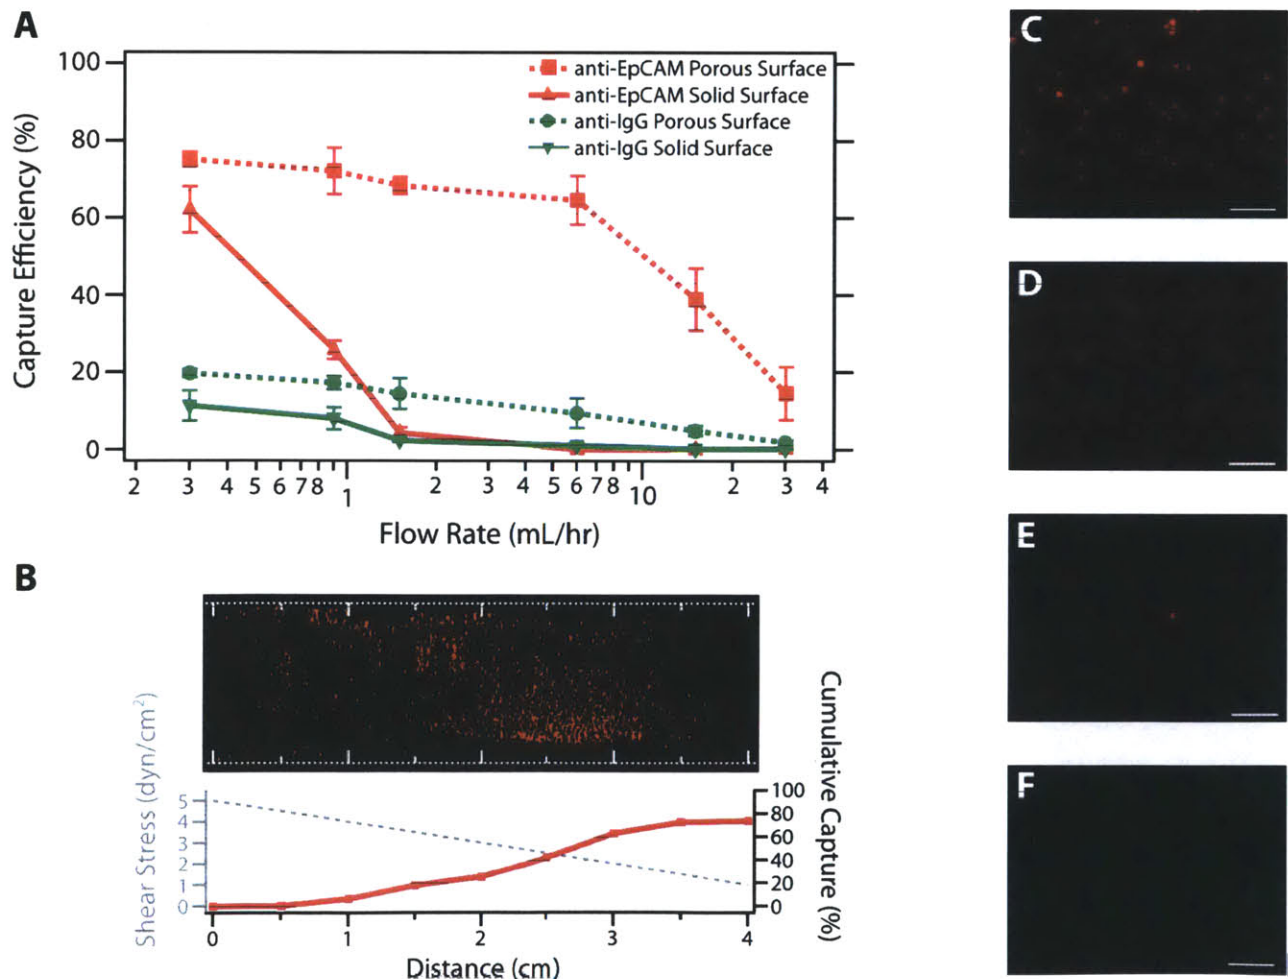 A
Capture Efficiency (%)
100
80
60
40
20
0
anti-EpCAM Porous Surface
anti-EpCAM Solid Surface
anti-IgG Porous Surface
anti-IgG Solid Surface
2 3 4 5 6 7 8 1 2 3 4 5 6 7 8 10 2 3 4
Flow Rate (mL/hr)
B
Shear Stress (dyn/cm²)
5
4
3
2
1
0
Cumulative Capture (%)
100
80
60
40
20
0
0 1 2 3 4
Distance (cm)
C
D
E
F